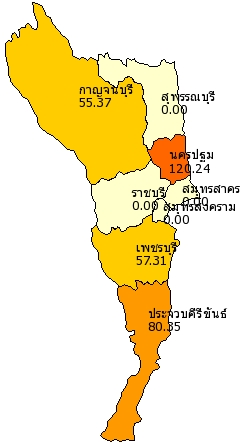 กาญจนบุรี
55.37
สุพรรณบุรี
0.00
นครปฐม
120.24
ราชบุรี
0.00
สมุทรสาคร
0.00
สมุทรสงคราม
0.00
เพชรบุรี
57.31
ประจวบคีรีขันธ์
80.35